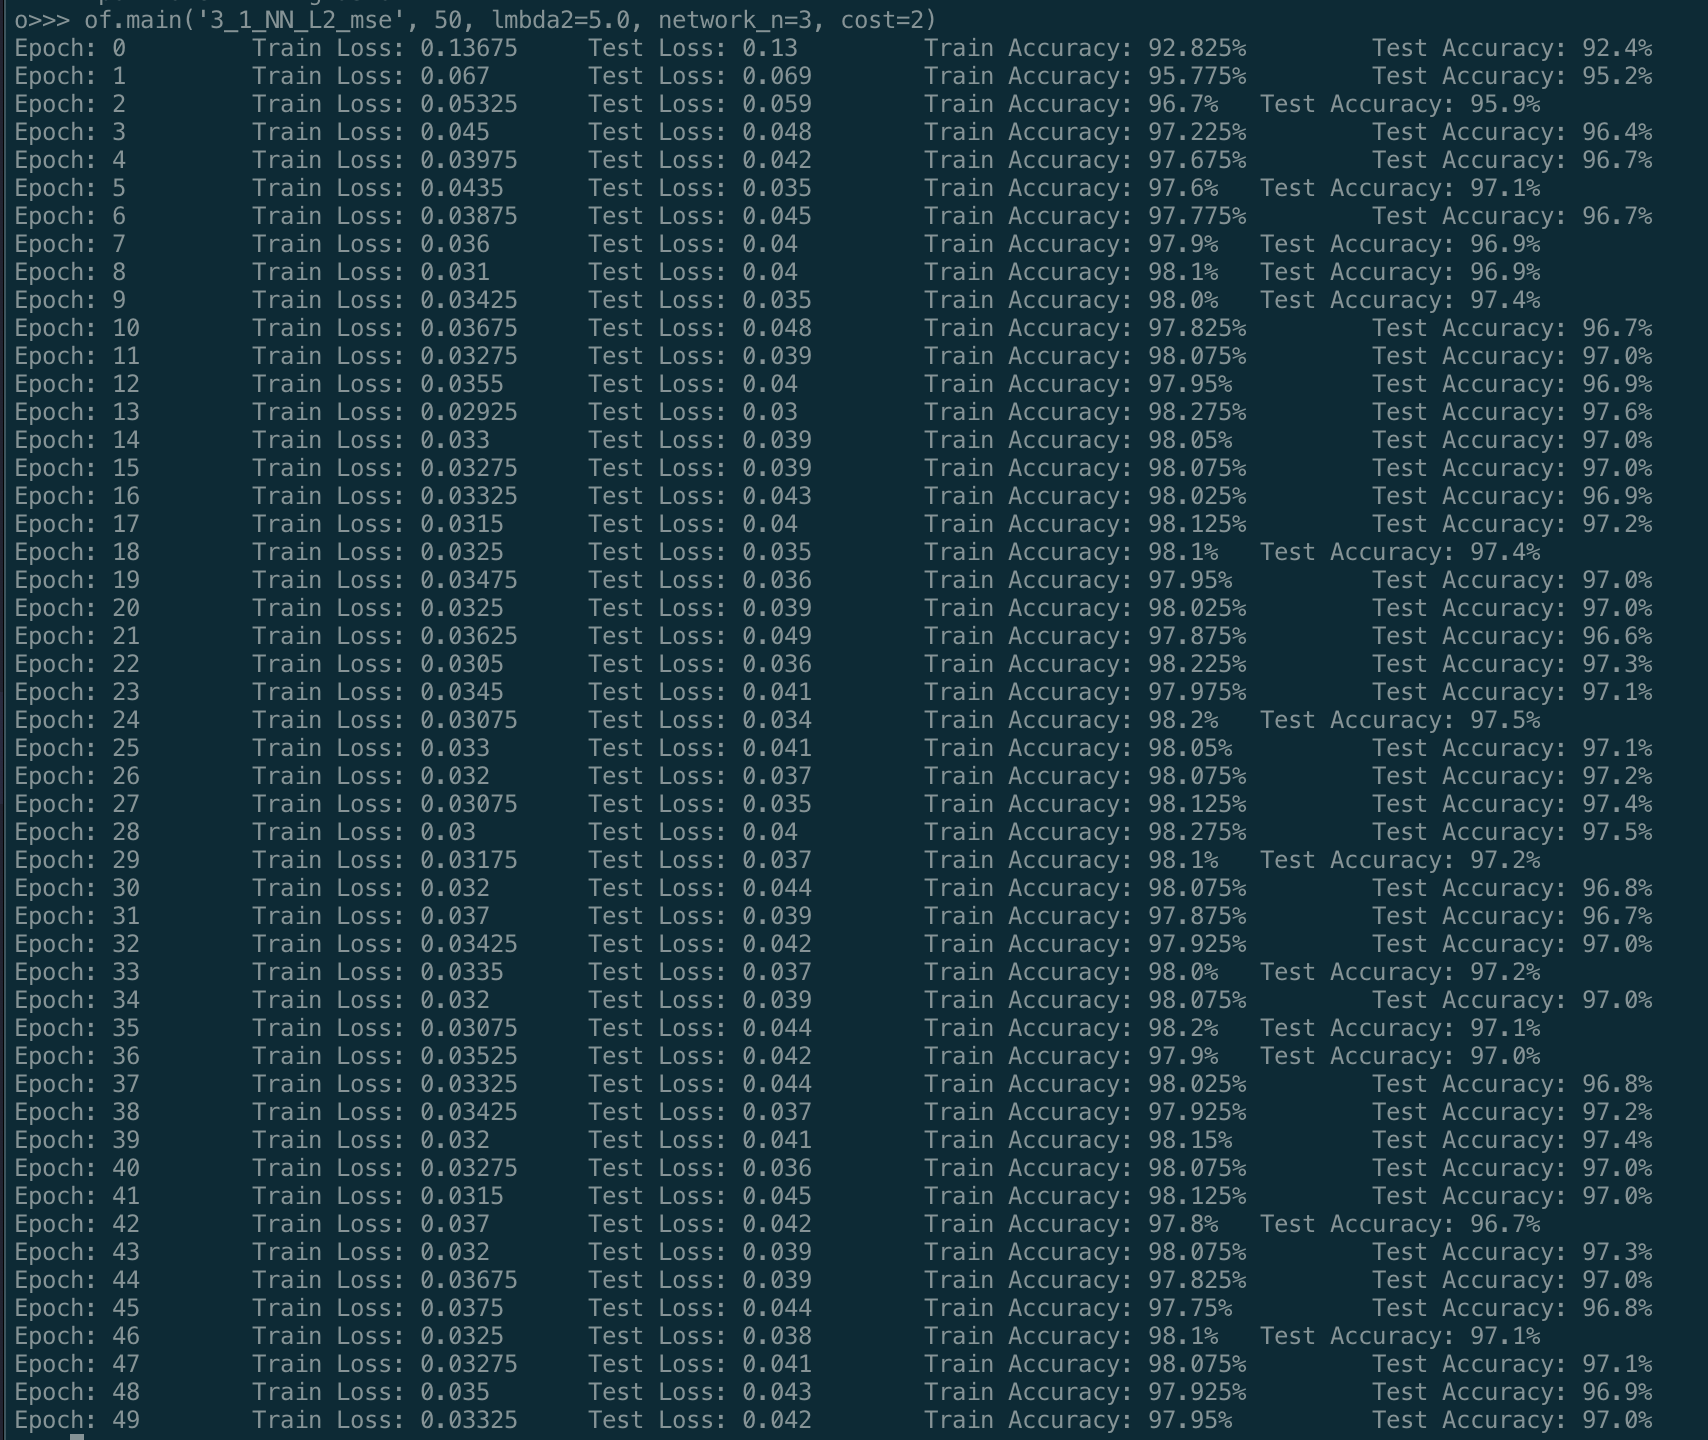 o>>> of.main('3_1_NN_L2_mse', 50, lmbda2=5.0, network_n=3, cost=2)
Epoch: 0 Train Loss: 0.13675 Test Loss: 0.13 Train Accuracy: 92.825% Test Accuracy: 92.4%
Epoch: 1 Train Loss: 0.067 Test Loss: 0.069 Train Accuracy: 95.775% Test Accuracy: 95.2%
Epoch: 2 Train Loss: 0.05325 Test Loss: 0.059 Train Accuracy: 96.7% Test Accuracy: 95.9%
Epoch: 3 Train Loss: 0.045 Test Loss: 0.048 Train Accuracy: 97.225% Test Accuracy: 96.4%
Epoch: 4 Train Loss: 0.03975 Test Loss: 0.042 Train Accuracy: 97.675% Test Accuracy: 96.7%
Epoch: 5 Train Loss: 0.0435 Test Loss: 0.035 Train Accuracy: 97.6% Test Accuracy: 97.1%
Epoch: 6 Train Loss: 0.03875 Test Loss: 0.045 Train Accuracy: 97.775% Test Accuracy: 96.7%
Epoch: 7 Train Loss: 0.036 Test Loss: 0.04 Train Accuracy: 97.9% Test Accuracy: 96.9%
Epoch: 8 Train Loss: 0.031 Test Loss: 0.04 Train Accuracy: 98.1% Test Accuracy: 96.9%
Epoch: 9 Train Loss: 0.03425 Test Loss: 0.035 Train Accuracy: 98.0% Test Accuracy: 97.4%
Epoch: 10 Train Loss: 0.03675 Test Loss: 0.048 Train Accuracy: 97.825% Test Accuracy: 96.7%
Epoch: 11 Train Loss: 0.03275 Test Loss: 0.039 Train Accuracy: 98.075% Test Accuracy: 97.0%
Epoch: 12 Train Loss: 0.0355 Test Loss: 0.04 Train Accuracy: 97.95% Test Accuracy: 96.9%
Epoch: 13 Train Loss: 0.02925 Test Loss: 0.03 Train Accuracy: 98.275% Test Accuracy: 97.6%
Epoch: 14 Train Loss: 0.033 Test Loss: 0.039 Train Accuracy: 98.05% Test Accuracy: 97.0%
Epoch: 15 Train Loss: 0.03275 Test Loss: 0.039 Train Accuracy: 98.075% Test Accuracy: 97.0%
Epoch: 16 Train Loss: 0.03325 Test Loss: 0.043 Train Accuracy: 98.025% Test Accuracy: 96.9%
Epoch: 17 Train Loss: 0.0315 Test Loss: 0.04 Train Accuracy: 98.125% Test Accuracy: 97.2%
Epoch: 18 Train Loss: 0.0325 Test Loss: 0.035 Train Accuracy: 98.1% Test Accuracy: 97.4%
Epoch: 19 Train Loss: 0.03475 Test Loss: 0.036 Train Accuracy: 97.95% Test Accuracy: 97.0%
Epoch: 20 Train Loss: 0.0325 Test Loss: 0.039 Train Accuracy: 98.025% Test Accuracy: 97.0%
Epoch: 21 Train Loss: 0.03625 Test Loss: 0.049 Train Accuracy: 97.875% Test Accuracy: 96.6%
Epoch: 22 Train Loss: 0.0305 Test Loss: 0.036 Train Accuracy: 98.225% Test Accuracy: 97.3%
Epoch: 23 Train Loss: 0.0345 Test Loss: 0.041 Train Accuracy: 97.975% Test Accuracy: 97.1%
Epoch: 24 Train Loss: 0.03075 Test Loss: 0.034 Train Accuracy: 98.2% Test Accuracy: 97.5%
Epoch: 25 Train Loss: 0.033 Test Loss: 0.041 Train Accuracy: 98.05% Test Accuracy: 97.1%
Epoch: 26 Train Loss: 0.032 Test Loss: 0.037 Train Accuracy: 98.075% Test Accuracy: 97.2%
Epoch: 27 Train Loss: 0.03075 Test Loss: 0.035 Train Accuracy: 98.125% Test Accuracy: 97.4%
Epoch: 28 Train Loss: 0.03 Test Loss: 0.04 Train Accuracy: 98.275% Test Accuracy: 97.5%
Epoch: 29 Train Loss: 0.03175 Test Loss: 0.037 Train Accuracy: 98.1% Test Accuracy: 97.2%
Epoch: 30 Train Loss: 0.032 Test Loss: 0.044 Train Accuracy: 98.075% Test Accuracy: 96.8%
Epoch: 31 Train Loss: 0.037 Test Loss: 0.039 Train Accuracy: 97.875% Test Accuracy: 96.7%
Epoch: 32 Train Loss: 0.03425 Test Loss: 0.042 Train Accuracy: 97.925% Test Accuracy: 97.0%
Epoch: 33 Train Loss: 0.0335 Test Loss: 0.037 Train Accuracy: 98.0% Test Accuracy: 97.2%
Epoch: 34 Train Loss: 0.032 Test Loss: 0.039 Train Accuracy: 98.075% Test Accuracy: 97.0%
Epoch: 35 Train Loss: 0.03075 Test Loss: 0.044 Train Accuracy: 98.2% Test Accuracy: 97.1%
Epoch: 36 Train Loss: 0.03525 Test Loss: 0.042 Train Accuracy: 97.9% Test Accuracy: 97.0%
Epoch: 37 Train Loss: 0.03325 Test Loss: 0.044 Train Accuracy: 98.025% Test Accuracy: 96.8%
Epoch: 38 Train Loss: 0.03425 Test Loss: 0.037 Train Accuracy: 97.925% Test Accuracy: 97.2%
Epoch: 39 Train Loss: 0.032 Test Loss: 0.041 Train Accuracy: 98.15% Test Accuracy: 97.4%
Epoch: 40 Train Loss: 0.03275 Test Loss: 0.036 Train Accuracy: 98.075% Test Accuracy: 97.0%
Epoch: 41 Train Loss: 0.0315 Test Loss: 0.045 Train Accuracy: 98.125% Test Accuracy: 97.0%
Epoch: 42 Train Loss: 0.037 Test Loss: 0.042 Train Accuracy: 97.8% Test Accuracy: 96.7%
Epoch: 43 Train Loss: 0.032 Test Loss: 0.039 Train Accuracy: 98.075% Test Accuracy: 97.3%
Epoch: 44 Train Loss: 0.03675 Test Loss: 0.039 Train Accuracy: 97.825% Test Accuracy: 97.0%
Epoch: 45 Train Loss: 0.0375 Test Loss: 0.044 Train Accuracy: 97.75% Test Accuracy: 96.8%
Epoch: 46 Train Loss: 0.0325 Test Loss: 0.038 Train Accuracy: 98.1% Test Accuracy: 97.1%
Epoch: 47 Train Loss: 0.03275 Test Loss: 0.041 Train Accuracy: 98.075% Test Accuracy: 97.1%
Epoch: 48 Train Loss: 0.035 Test Loss: 0.043 Train Accuracy: 97.925% Test Accuracy: 96.9%
Epoch: 49 Train Loss: 0.03325 Test Loss: 0.042 Train Accuracy: 97.95% Test Accuracy: 97.0%